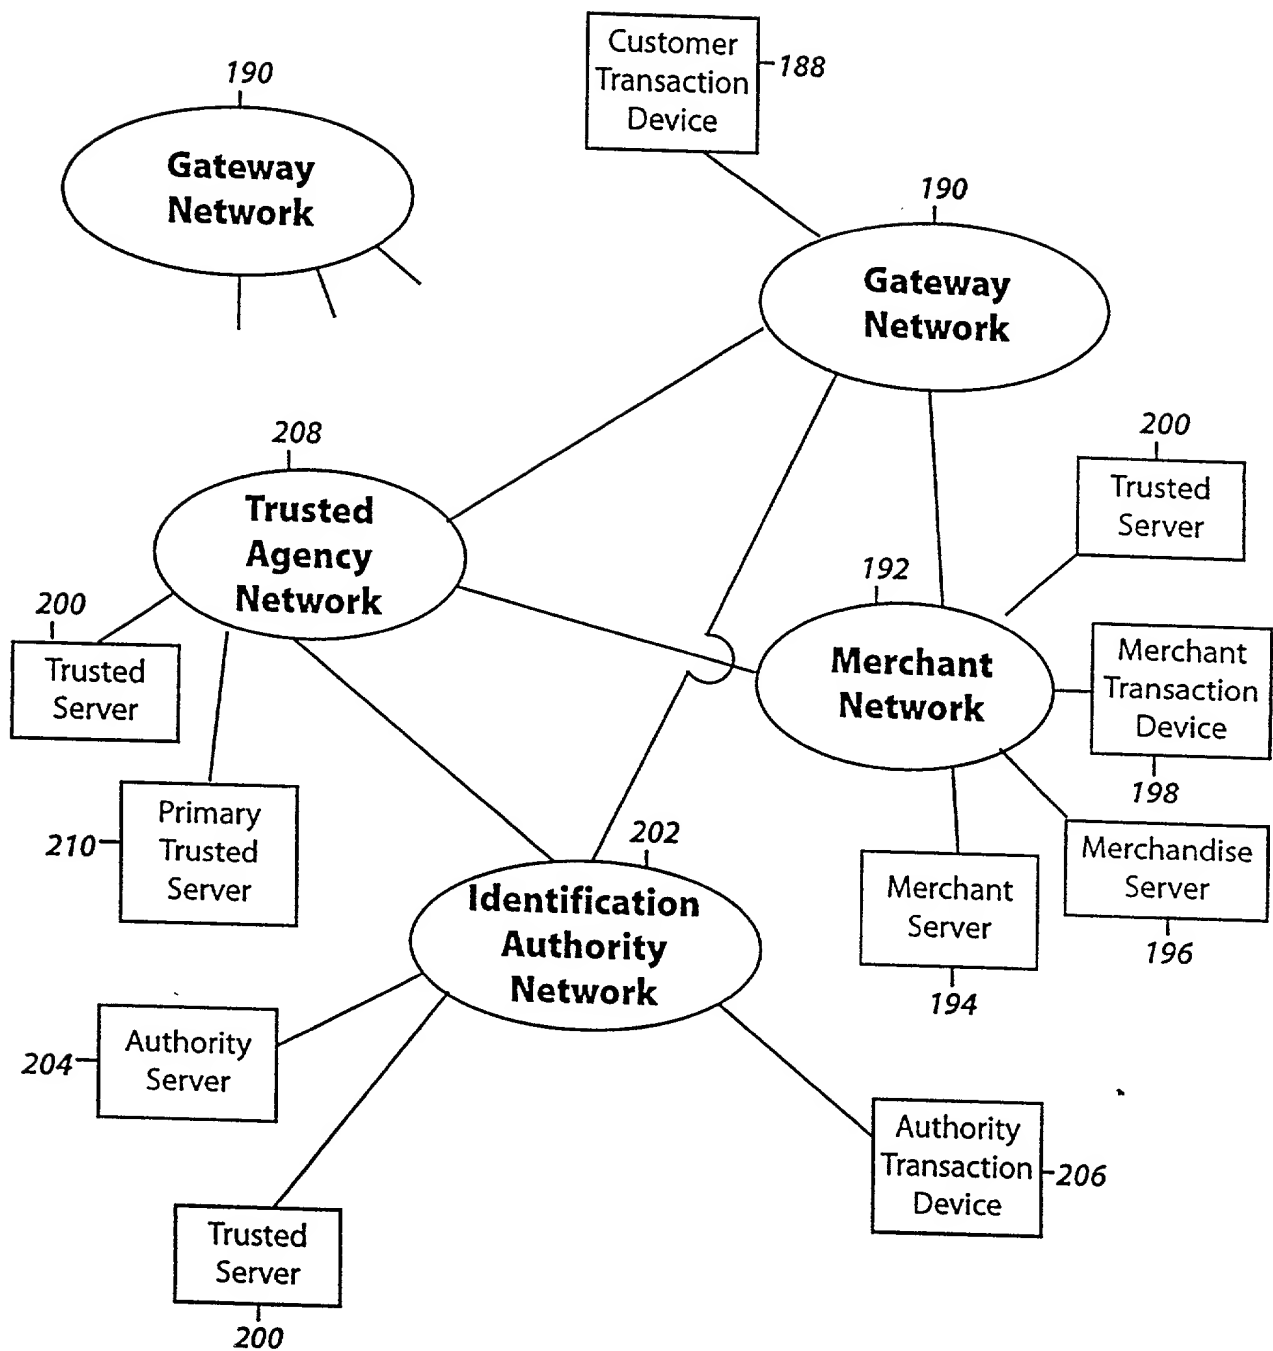 Customer
Transaction
Device
188
190
Gateway
Network
190
Gateway
Network
208
Trusted
Agency
Network
200
Trusted
Server
192
Merchant
Network
200
Trusted
Server
Merchant
Transaction
Device
198
210
Primary
Trusted
Server
202
Identification
Authority
Network
Merchant
Server
194
Merchandise
Server
196
204
Authority
Server
Authority
Transaction
Device
206
Trusted
Server
200